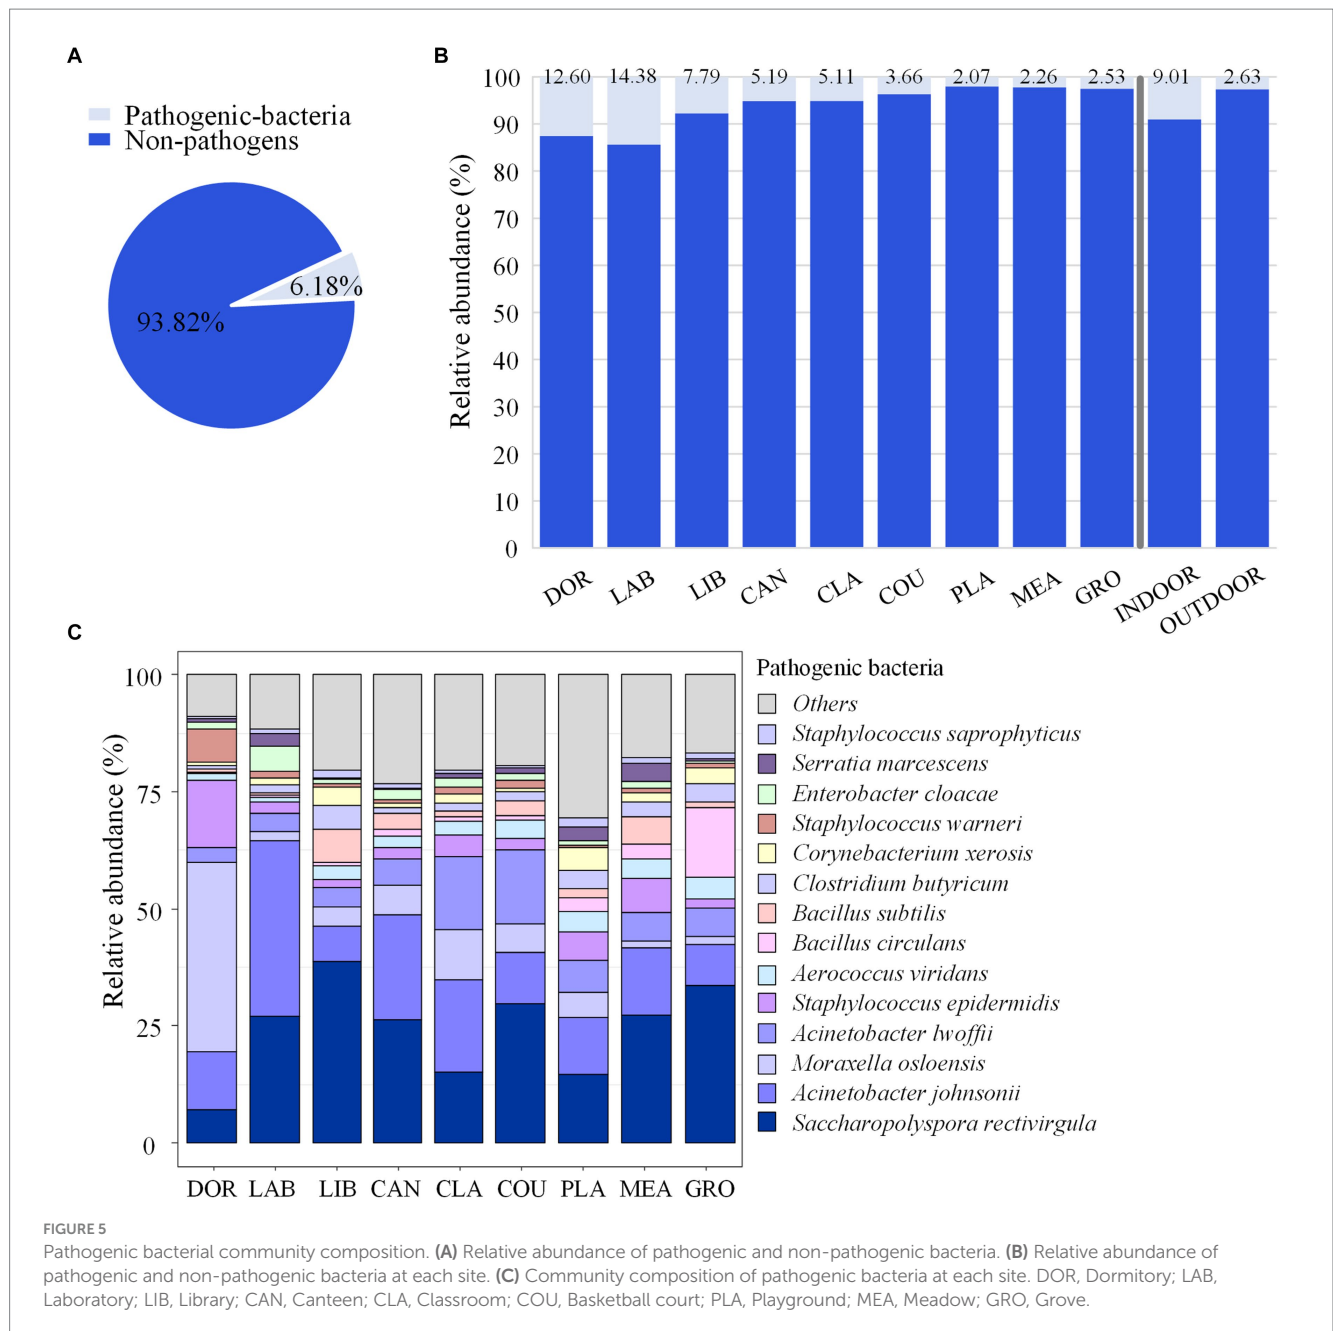 A
Pathogenic-bacteria
Non-pathogens
6.18%
93.82%
B
Relative abundance (%)
100
90
80
70
60
50
40
30
20
10
0
12.60 14.38 7.79 5.19 5.11 3.66 2.07 2.26 2.53 9.01 2.63
DOR LAB LIB CAN CLA COU PLA MEA GRO INDOOR OUTDOOR
C
Relative abundance (%)
100
75
50
25
0
DOR LAB LIB CAN CLA COU PLA MEA GRO
Pathogenic bacteria
Others
Staphylococcus saprophyticus
Serratia marcescens
Enterobacter cloacae
Staphylococcus warneri
Corynebacterium xerosis
Clostridium butyricum
Bacillus subtilis
Bacillus circulans
Aerococcus viridans
Staphylococcus epidermidis
Acinetobacter lwoffii
Moraxella osloensis
Acinetobacter johnsonii
Saccharopolyspora rectivirgula
FIGURE 5
Pathogenic bacterial community composition. (A) Relative abundance of pathogenic and non-pathogenic bacteria. (B) Relative abundance of
pathogenic and non-pathogenic bacteria at each site. (C) Community composition of pathogenic bacteria at each site. DOR, Dormitory; LAB,
Laboratory; LIB, Library; CAN, Canteen; CLA, Classroom; COU, Basketball court; PLA, Playground; MEA, Meadow; GRO, Grove.